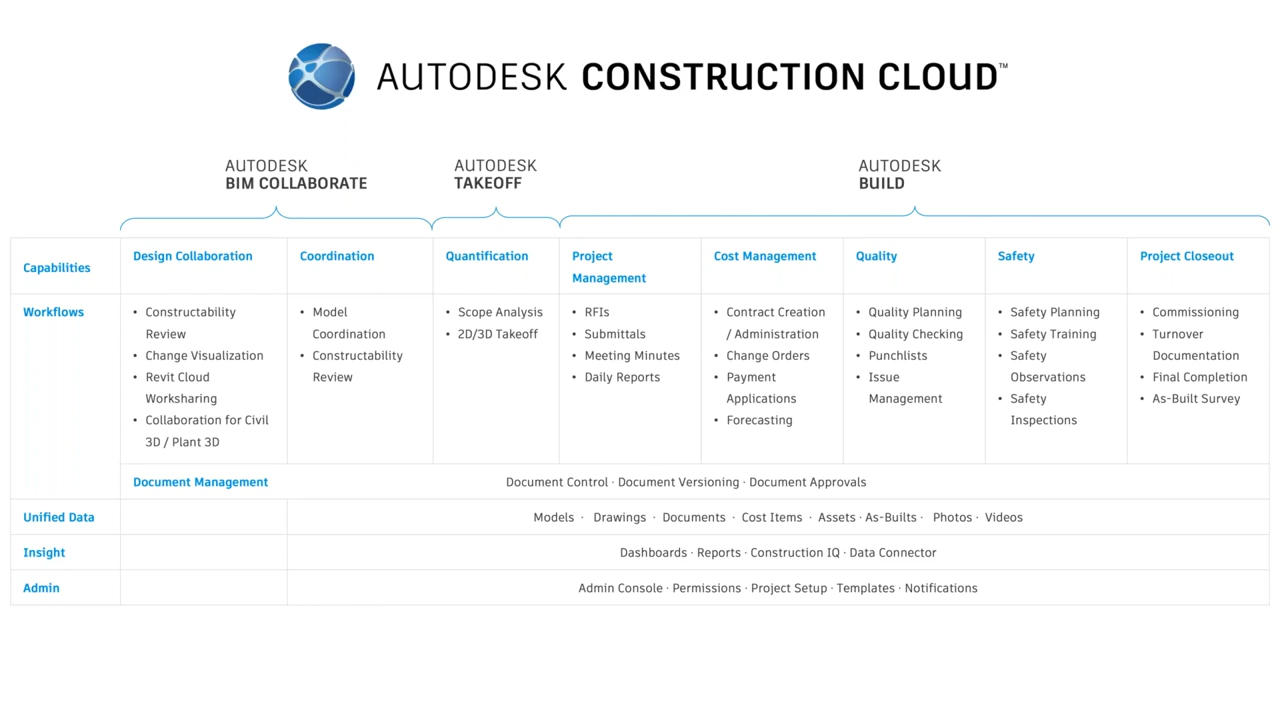 AUTODESK CONSTRUCTION CLOUD™
AUTODESK
BIM COLLABORATE
AUTODESK
TAKEOFF
AUTODESK
BUILD
Capabilities
Design Collaboration
Coordination
Quantification
Project
Management
Cost Management
Quality
Safety
Project Closeout
Workflows
• Constructability
Review
• Change Visualization
• Revit Cloud
Worksharing
• Collaboration for Civil
3D / Plant 3D
• Model
Coordination
• Constructability
Review
• Scope Analysis
• 2D/3D Takeoff
• RFIs
• Submittals
• Meeting Minutes
• Daily Reports
• Contract Creation
/ Administration
• Change Orders
• Payment
Applications
• Forecasting
• Quality Planning
• Quality Checking
• Punchlists
• Issue
Management
• Safety Planning
• Safety Training
• Safety
Observations
• Safety
Inspections
• Commissioning
• Turnover
Documentation
• Final Completion
• As-Built Survey
Document Management
Document Control · Document Versioning · Document Approvals
Unified Data
Models · Drawings · Documents · Cost Items · Assets · As-Builts · Photos · Videos
Insight
Dashboards · Reports · Construction IQ · Data Connector
Admin
Admin Console · Permissions · Project Setup · Templates · Notifications